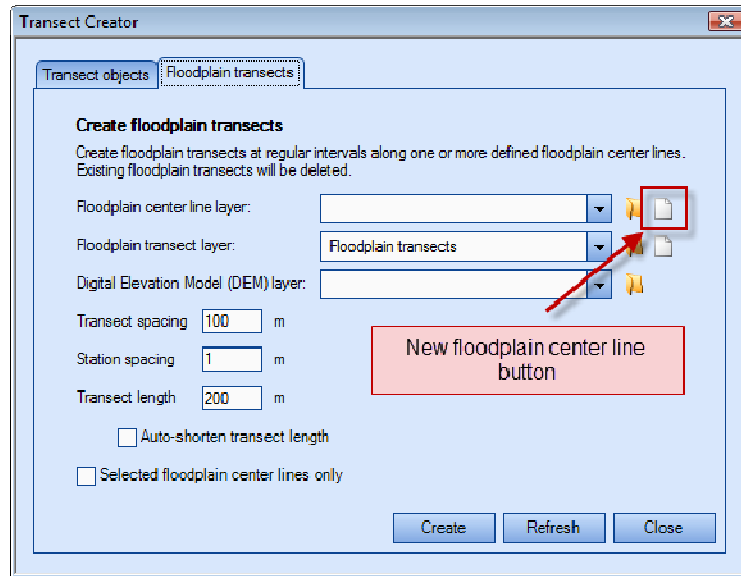 Transect Creator
Transect objects
Floodplain transects
Create floodplain transects
Create floodplain transects at regular intervals along one or more defined floodplain center lines.
Existing floodplain transects will be deleted.
Floodplain center line layer:
Floodplain transect layer:
Floodplain transects
Digital Elevation Model (DEM) layer:
Transect spacing
100
m
Station spacing
1
m
Transect length
200
m
New floodplain center line
button
Auto-shorten transect length
Selected floodplain center lines only
Create
Refresh
Close